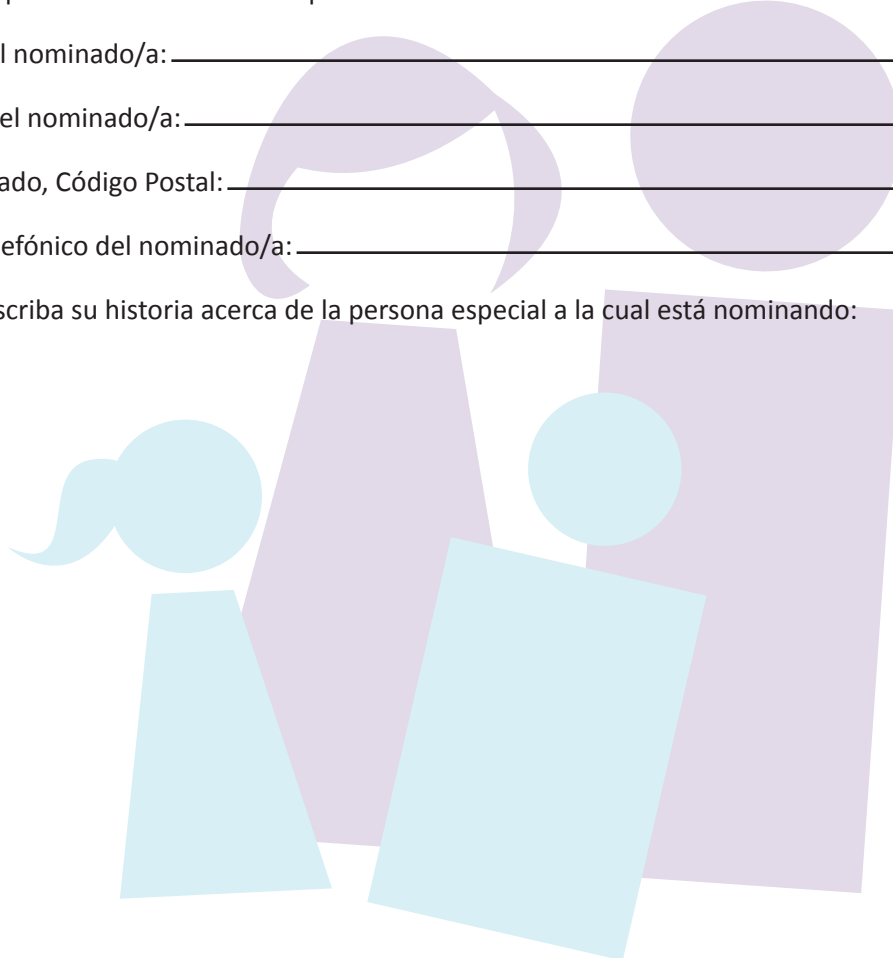 l nominado/a:
el nominado/a:
ado, Código Postal:
efónico del nominado/a:
scriba su historia acerca de la persona especial a la cual está nominando: